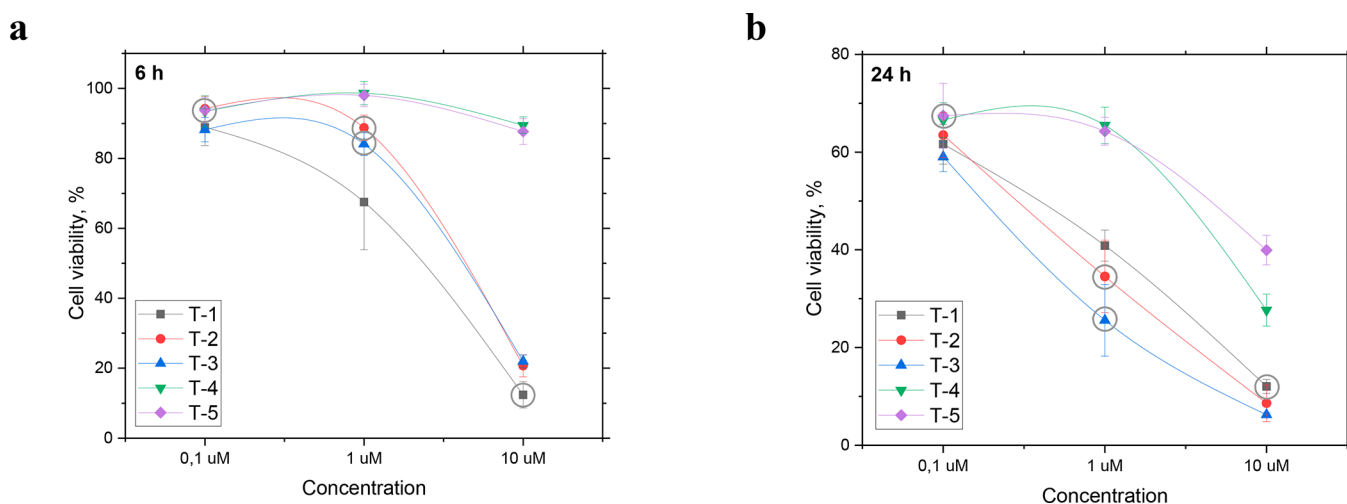 a
6 h
100
80
60
40
20
0
Cell viability, %
T-1
T-2
T-3
T-4
T-5
0,1 uM
1 uM
10 uM
Concentration
b
24 h
80
60
40
20
0
Cell viability, %
T-1
T-2
T-3
T-4
T-5
0,1 uM
1 uM
10 uM
Concentration